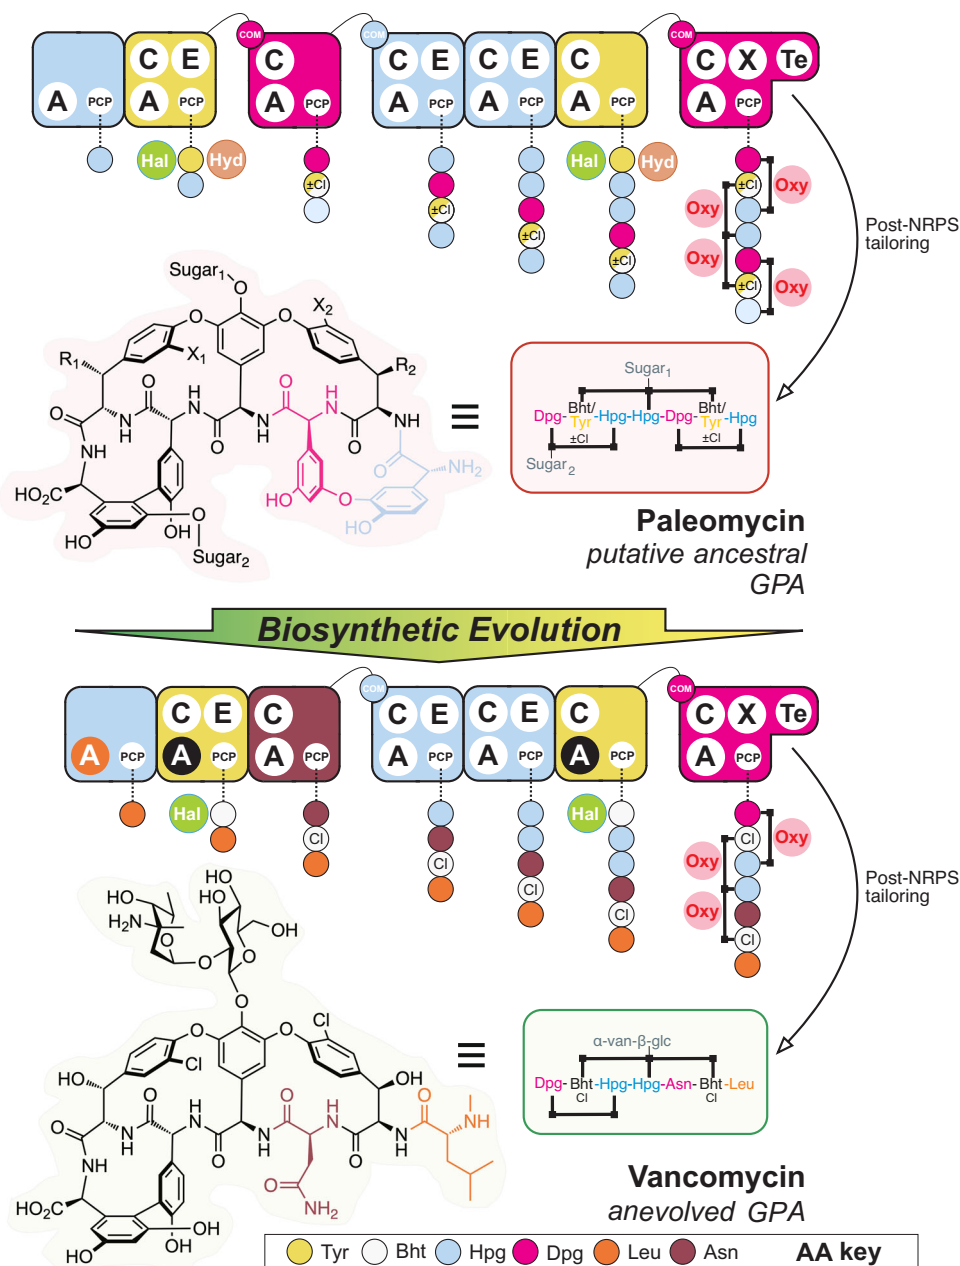 COM COM COM
C E C C E C E C C X Te
A PCP A PCP A PCP A PCP A PCP A PCP A PCP
Hal Hyd Hal Hyd
±Cl ±Cl Oxy
±Cl Oxy
±Cl
Oxy
±Cl ±Cl Oxy
Post-NRPS
tailoring
Sugar1
O
O O X2
R1 X1 R2
O H N O H N O H N O H
N H O N H O N H O NH
NH O NH2
HO2C HO O
O HO
HO OH
Sugar2
≡
Sugar1
Bht/ Bht/
Dpg-Tyr-Hpg-Hpg-Dpg-Tyr-Hpg
±Cl ±Cl
Sugar2
Paleomycin
putative ancestral
GPA
Biosynthetic Evolution
COM COM
C E C C E C E C C X Te
A PCP A PCP A PCP A PCP A PCP A PCP A PCP
Hal Hal
Cl Cl Oxy
Cl Oxy
Cl
Oxy
Cl Cl
Post-NRPS
tailoring
HO
HO HO
H2N OH
O O O
O
O O Cl
Cl
HO OH
O H N O H N O H N O H N
O N H O N H O N H
NH
HO2C O NH2
OH
HO OH
≡
α-van-β-glc
Dpg-Bht-Hpg-Hpg-Asn-Bht-Leu
Cl Cl
Vancomycin
anevolved GPA
Tyr Bht Hpg Dpg Leu Asn AA key